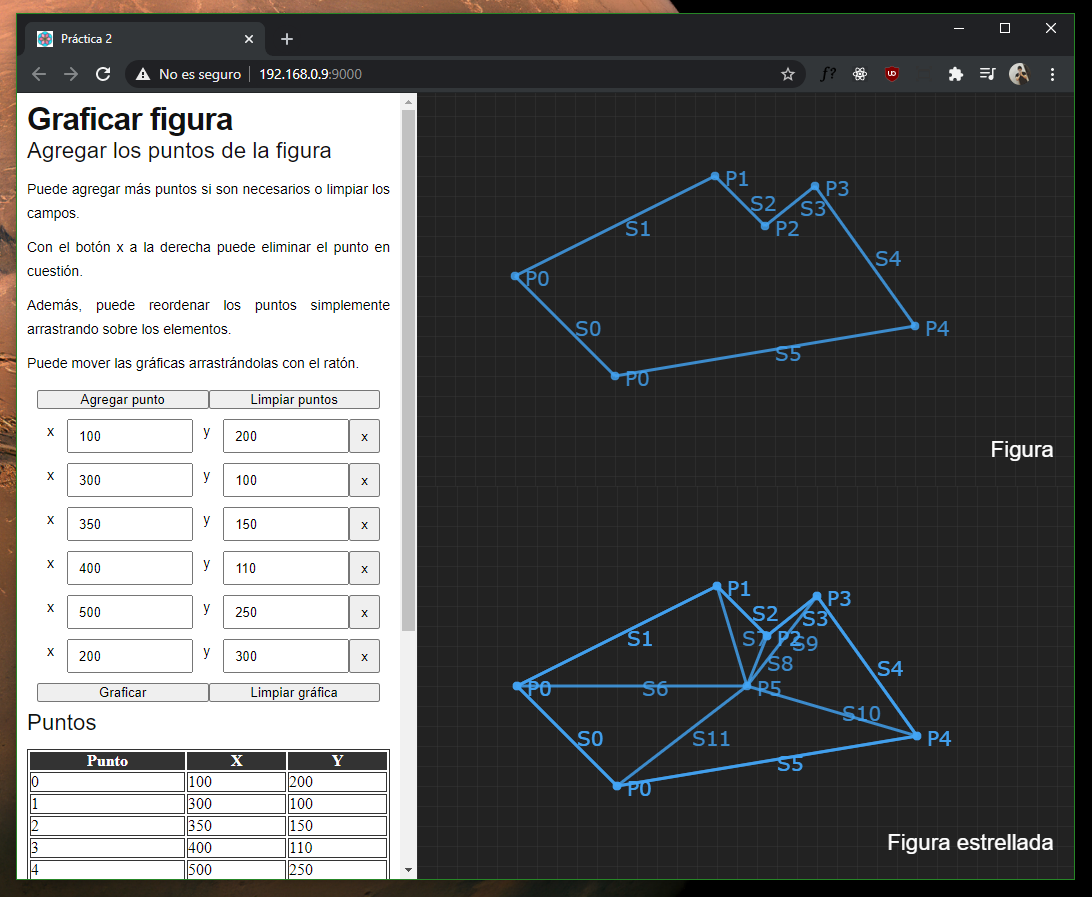 Práctica 2
No es seguro 192.168.0.9:9000
f?
UD
Graficar figura
Agregar los puntos de la figura
Puede agregar más puntos si son necesarios o limpiar los
campos.
Con el botón x a la derecha puede eliminar el punto en
cuestión.
Además, puede reordenar los puntos simplemente
arrastrando sobre los elementos.
Puede mover las gráficas arrastrándolas con el ratón.
Agregar punto Limpiar puntos
x 100 y 200 x
x 300 y 100 x
x 350 y 150 x
x 400 y 110 x
x 500 y 250 x
x 200 y 300 x
Graficar Limpiar gráfica
Puntos
Punto X Y
0 100 200
1 300 100
2 350 150
3 400 110
4 500 250
P1
P3
S2
S3
S1
P2
S4
P0
S0
P4
S5
P0
Figura
P1
P3
S2
S3
S1
S7
P2
S9
S8
S4
P0
S6
P5
S10
S0
S11
P4
S5
P0
Figura estrellada